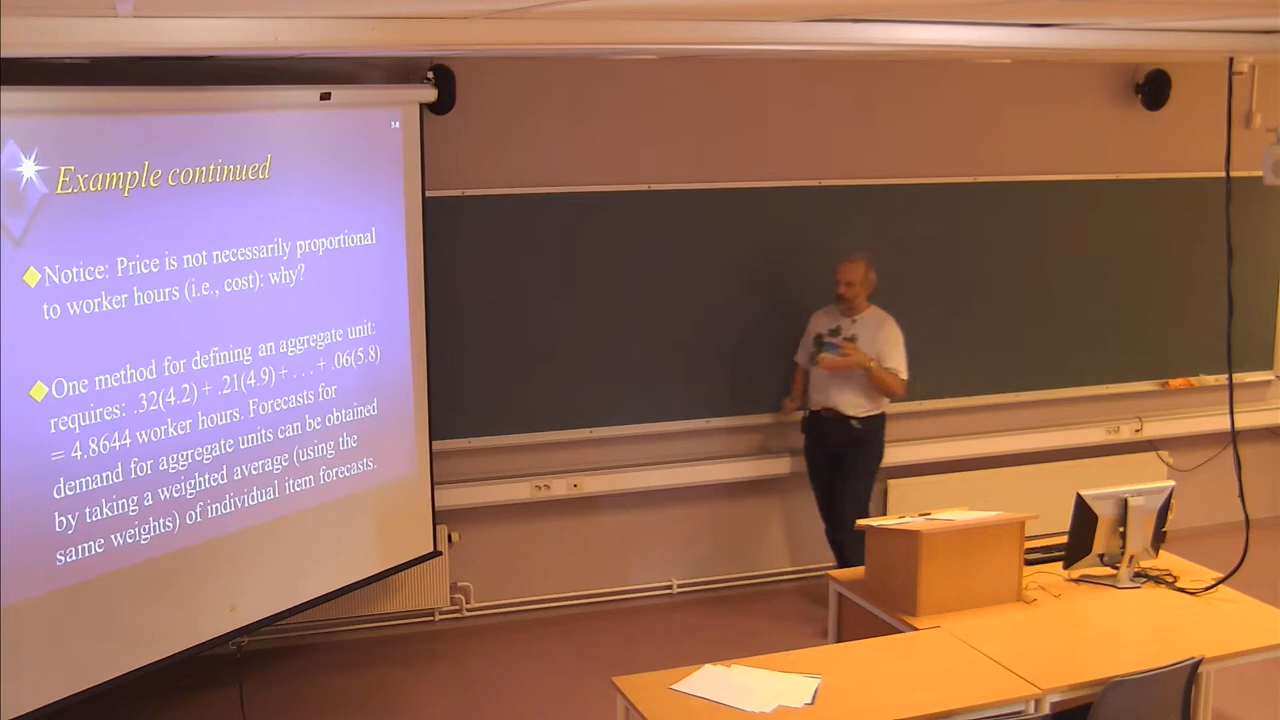 3-8
Example continued
Notice: Price is not necessarily proportional
to worker hours (i.e., cost): why?
One method for defining an aggregate unit:
requires: .32(4.2) + .21(4.9) + . . . + .06(5.8)
= 4.8644 worker hours. Forecasts for
demand for aggregate units can be obtained
by taking a weighted average (using the
same weights) of individual item forecasts.